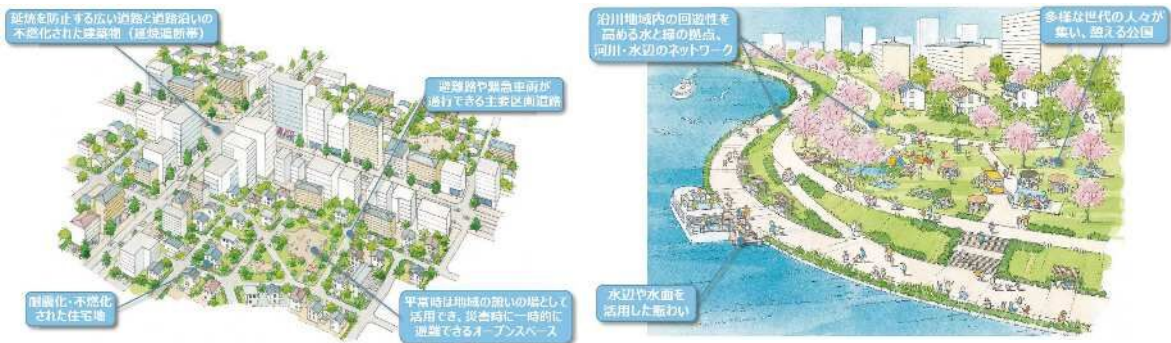 延焼を防止する広い道路と道路沿いの
不燃化された建築物（延焼遮断帯）
避難路や緊急車両が
通行できる主要区画道路
耐震化・不燃化
された住宅地
平常時は地域の憩いの場として
活用でき、災害時に一時的に
避難できるオープンスペース
沿川地域内の回遊性を
高める水と緑の拠点、
河川・水辺のネットワーク
多様な世代の人々が
集い、憩える公園
水辺や水面を
活用した賑わい